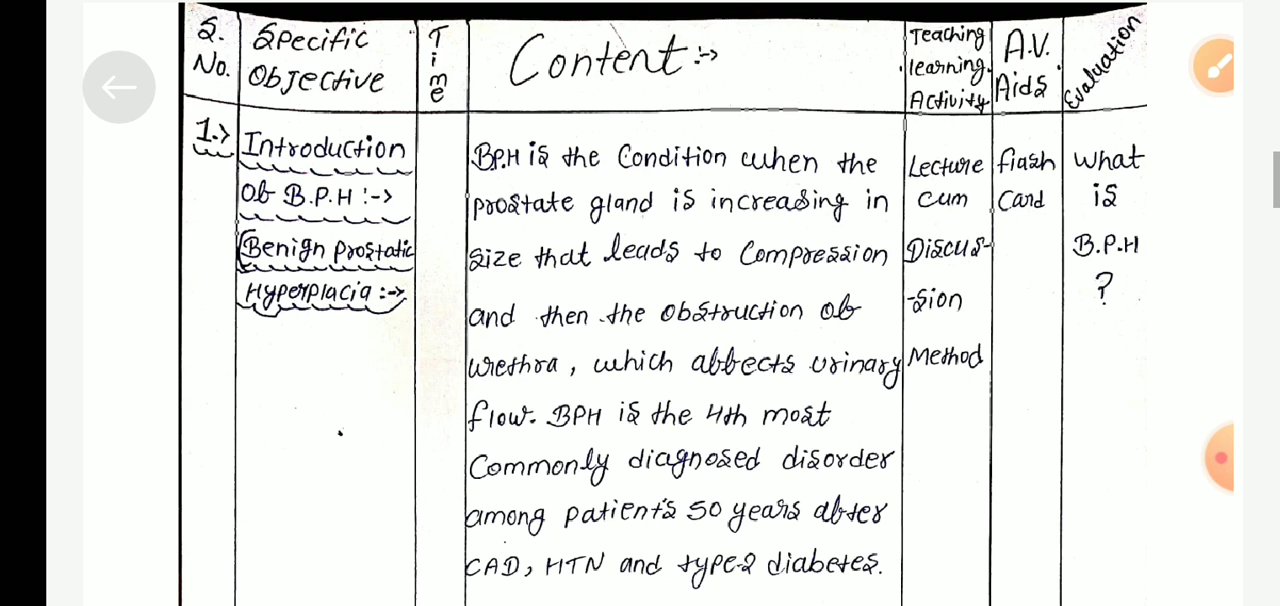 S. No.
Specific Objective
Time
Content :->
Teaching learning Activity
A.V. Aids
Evaluation
1.>
Introduction
of B.P.H :->
Benign Prostatic
Hyperplacia :->
BPH is the Condition when the
prostate gland is increasing in
size that leads to Compression
and then the obstruction of
urethra, which affects urinary
flow. BPH is the 4th most
Commonly diagnosed disorder
among patient's 50 years after
CAD, HTN and type-2 diabetes.
Lecture
cum
Discus-
-sion
Method
flash
Card
What
is
B.P.H
?